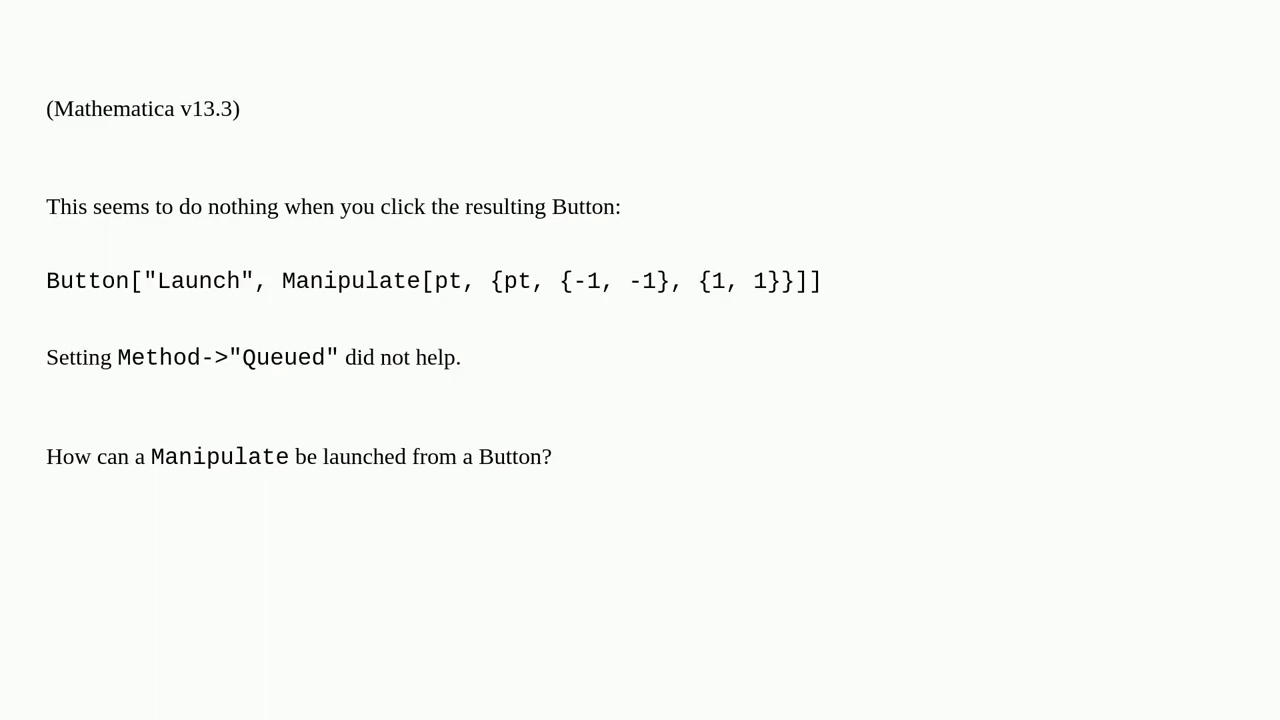 (Mathematica v13.3)
This seems to do nothing when you click the resulting Button:
Button["Launch", Manipulate[pt, {pt, {-1, -1}, {1, 1}}]]
Setting Method->"Queued" did not help.
How can a Manipulate be launched from a Button?